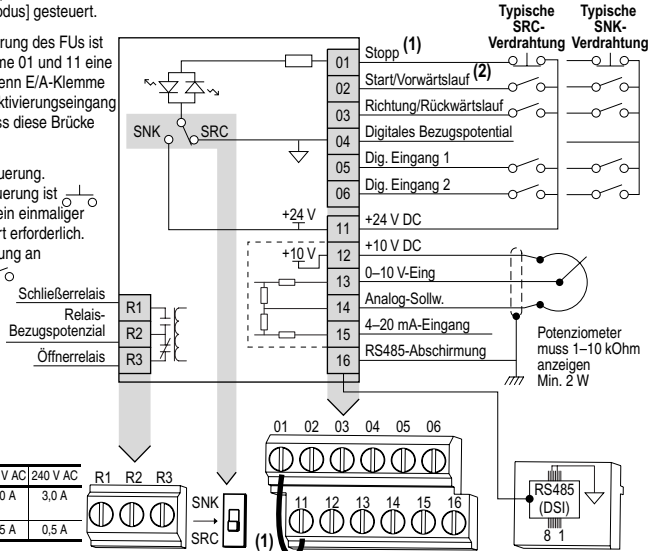 odus] gesteuert.
rung des FUs ist
me 01 und 11 eine
enn E/A-Klemme
ktivierungseingang
ss diese Brücke
uerung.
uerung ist
ein einmaliger
rt erforderlich.
ung an
Typische
SRC-
Verdrahtung
Typische
SNK-
Verdrahtung
01 Stopp (1)
02 Start/Vorwärtslauf (2)
03 Richtung/Rückwärtslauf
04 Digitales Bezugspotential
05 Dig. Eingang 1
06 Dig. Eingang 2
SNK SRC
+24 V
11 +24 V DC
+10 V
12 +10 V DC
13 0–10 V-Eing
14 Analog-Sollw.
15 4–20 mA-Eingang
16 RS485-Abschirmung
Potenziometer
muss 1–10 kOhm
anzeigen
Min. 2 W
Schließerrelais R1
Relais-
Bezugspotenzial R2
Öffnerrelais R3
V AC 240 V AC
0 A 3,0 A
5 A 0,5 A
R1 R2 R3
SNK
SRC
01 02 03 04 05 06
11 12 13 14 15 16
(1)
RS485
(DSI)
8 1